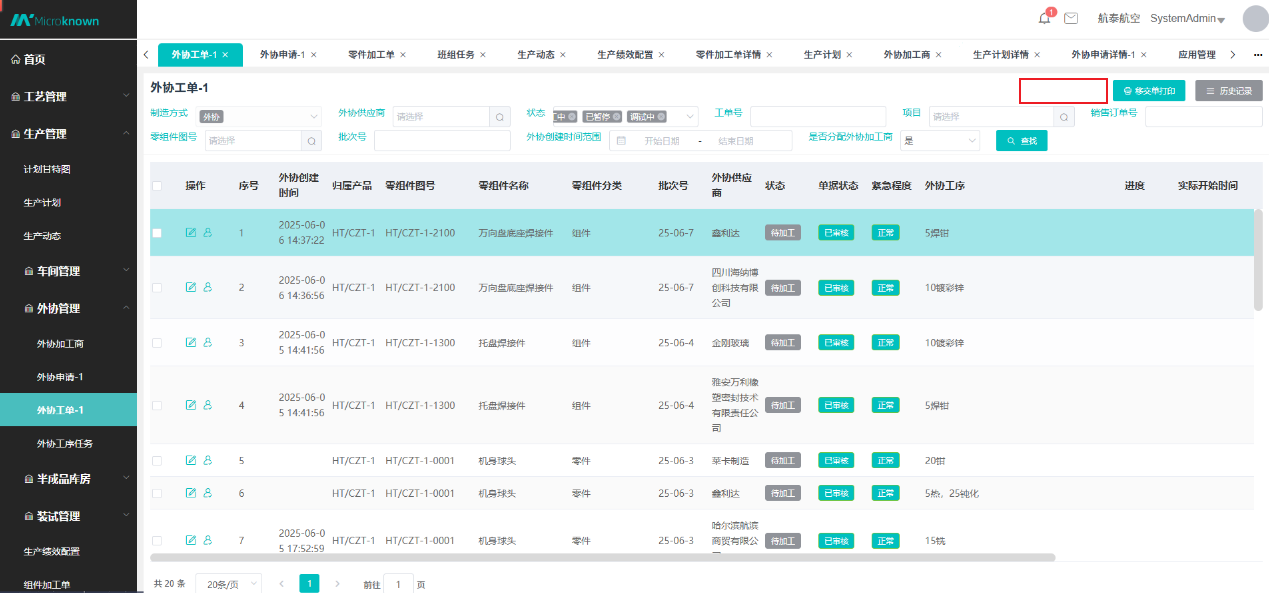 Microknown
1
航泰航空 SystemAdmin
首页
工艺管理
生产管理
计划甘特图
生产计划
生产动态
车间管理
外协管理
外协加工商
外协申请-1
外协工单-1
外协工序任务
半成品库房
装试管理
生产绩效配置
组件加工单
外协工单-1 × 外协申请-1 × 零件加工单 × 班组任务 × 生产动态 × 生产绩效配置 × 零件加工单详情 × 生产计划 × 外协加工商 × 生产计划详情 × 外协申请详情-1 × 应用管理
外协工单-1
移交单打印 历史记录
制造方式 外协 外协供应商 请选择 状态 工中 已暂停 调试中 工单号 项目 请选择 销售订单号
零组件图号 请选择 批次号 外协创建时间范围 开始日期 - 结束日期 是否分配外协加工商 是 查找
操作 序号 外协创建时间 归属产品 零组件图号 零组件名称 零组件分类 批次号 外协供应商 状态 单据状态 紧急程度 外协工序 进度 实际开始时间
1 2025-06-06 14:37:22 HT/CZT-1 HT/CZT-1-2100 万向盘底座焊接件 组件 25-06-7 鑫利达 待加工 已审核 正常 5焊钳
2 2025-06-06 14:36:56 HT/CZT-1 HT/CZT-1-2100 万向盘底座焊接件 组件 25-06-7 四川海纳博创科技有限公司 待加工 已审核 正常 10镀彩锌
3 2025-06-05 14:41:56 HT/CZT-1 HT/CZT-1-1300 托盘焊接件 组件 25-06-4 金刚玻璃 待加工 已审核 正常 10镀彩锌
4 2025-06-05 14:41:56 HT/CZT-1 HT/CZT-1-1300 托盘焊接件 组件 25-06-4 雅安万利橡塑密封技术有限责任公司 待加工 已审核 正常 5焊钳
5 HT/CZT-1 HT/CZT-1-0001 机身球头 零件 25-06-3 莱卡制造 待加工 已审核 正常 20钳
6 HT/CZT-1 HT/CZT-1-0001 机身球头 零件 25-06-3 鑫利达 待加工 已审核 正常 5热，25钝化
7 2025-06-05 17:52:59 HT/CZT-1 HT/CZT-1-0001 机身球头 零件 25-06-3 哈尔滨航滨商贸有限公 待加工 已审核 正常 15铣
共 20 条 20条/页 1 前往 1 页